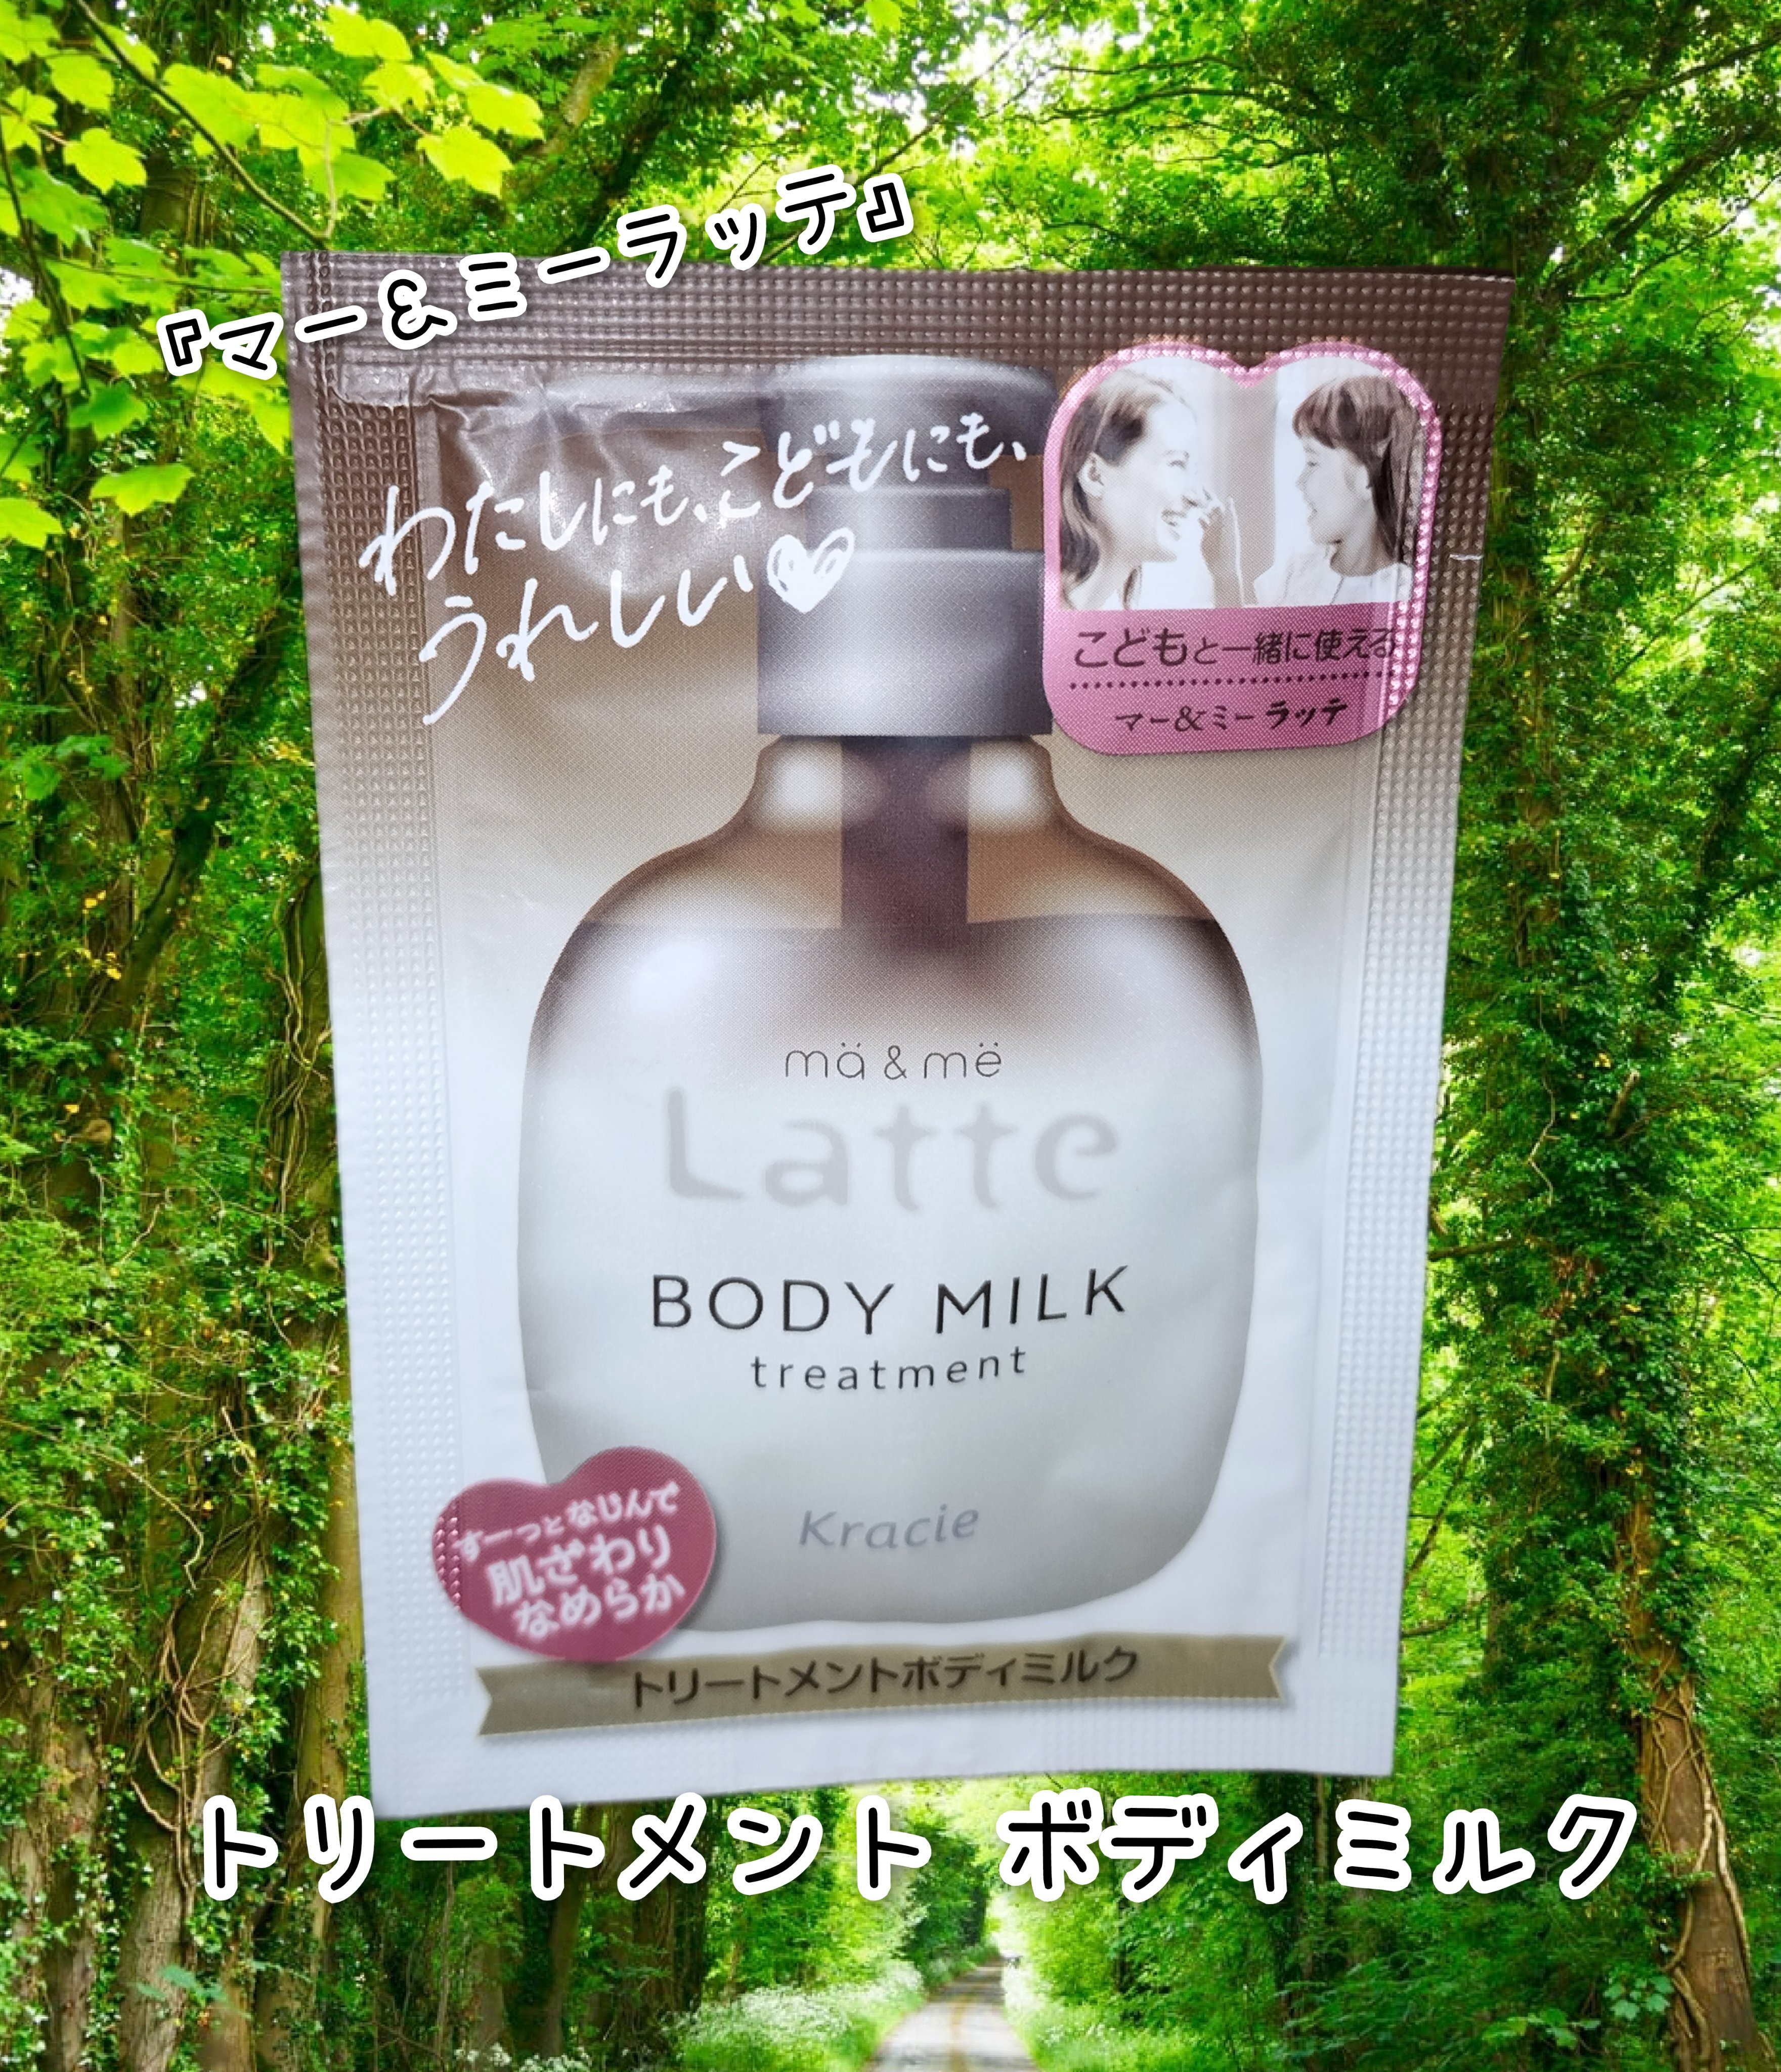 『マー&ミーラッテ』
わたしにも、こどもにも、
うれしい
こどもと一緒に使える
マー&ミー ラッテ
mä & më
Latte
BODY MILK
treatment
Kracie
すーっとなじんで
肌ざわり
なめらか
トリートメントボディミルク
トリートメント ボディミルク